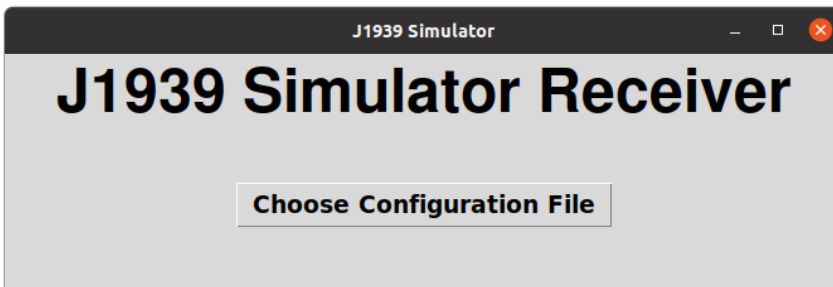 J1939 Simulator
J1939 Simulator Receiver
Choose Configuration File